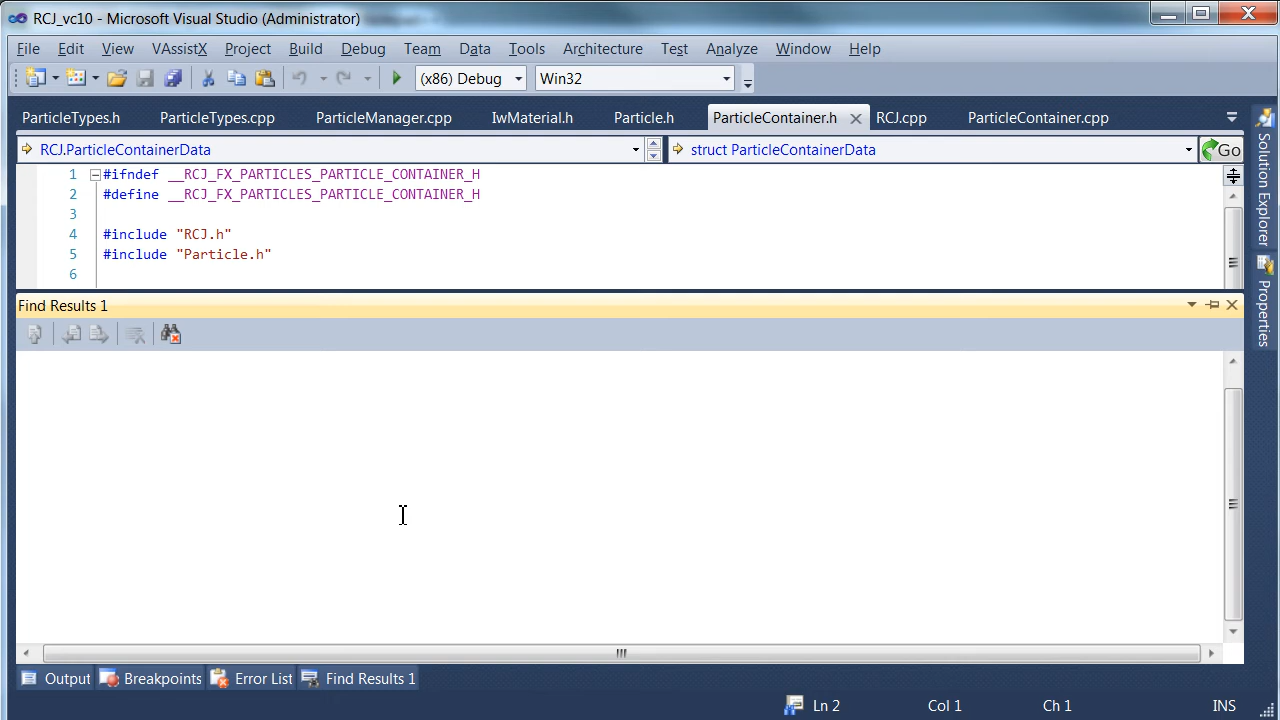 RCJ_vc10 - Microsoft Visual Studio (Administrator)
File Edit View VAssistX Project Build Debug Team Data Tools Architecture Test Analyze Window Help
(x86) Debug Win32
ParticleTypes.h ParticleTypes.cpp ParticleManager.cpp IwMaterial.h Particle.h ParticleContainer.h RCJ.cpp ParticleContainer.cpp
RCJ.ParticleContainerData struct ParticleContainerData Go
1 #ifndef __RCJ_FX_PARTICLES_PARTICLE_CONTAINER_H
2 #define __RCJ_FX_PARTICLES_PARTICLE_CONTAINER_H
3
4 #include "RCJ.h"
5 #include "Particle.h"
6
Solution Explorer
Properties
Find Results 1
Output Breakpoints Error List Find Results 1
Ln 2 Col 1 Ch 1 INS